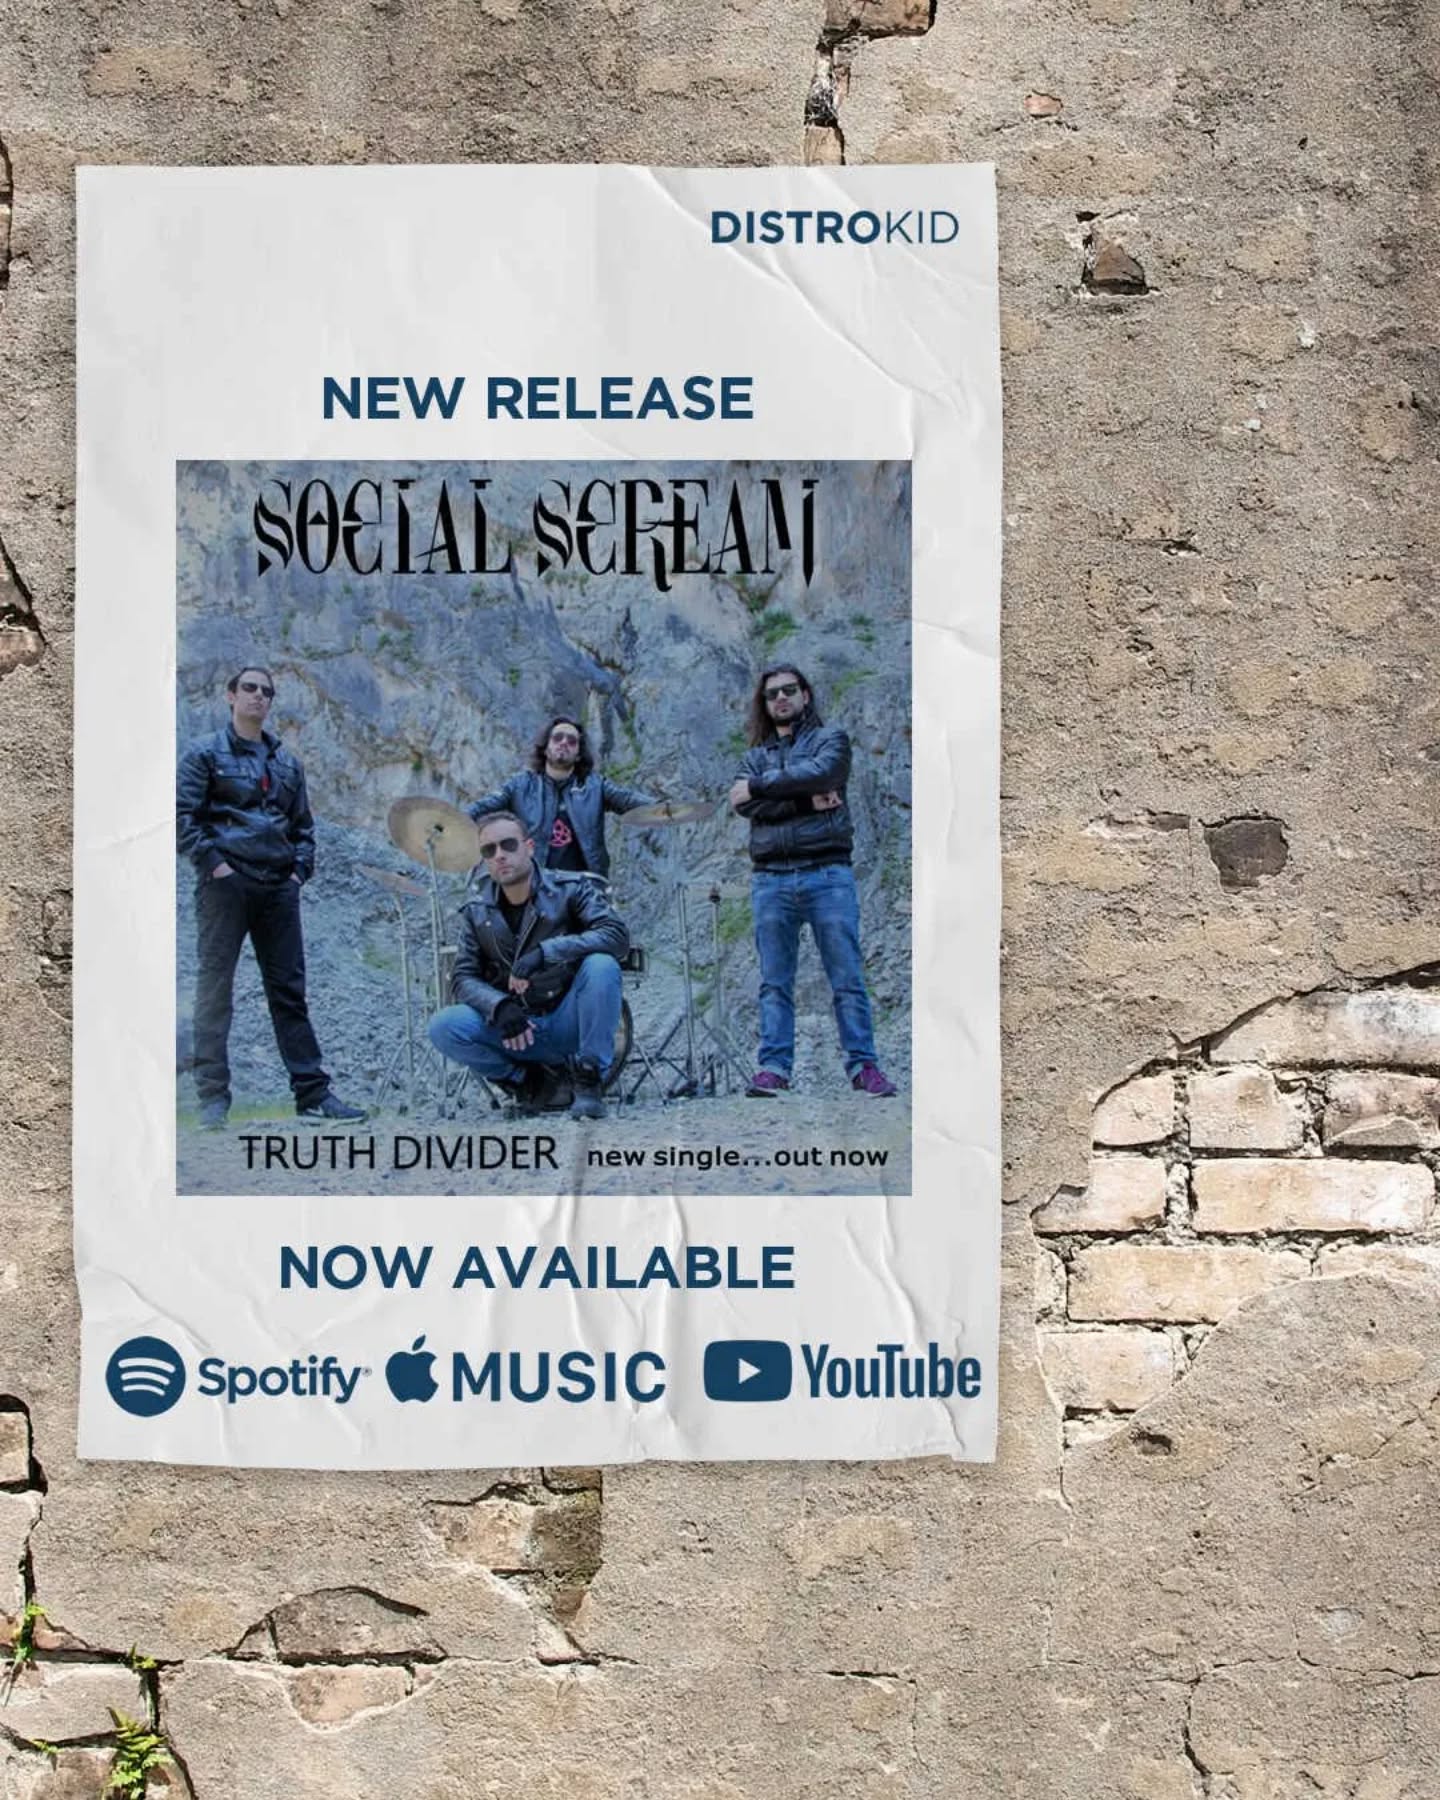 DISTROKID
NEW RELEASE
SOCIAL SCREAM
TRUTH DIVIDER new single...out now
NOW AVAILABLE
Spotify MUSIC YouTube